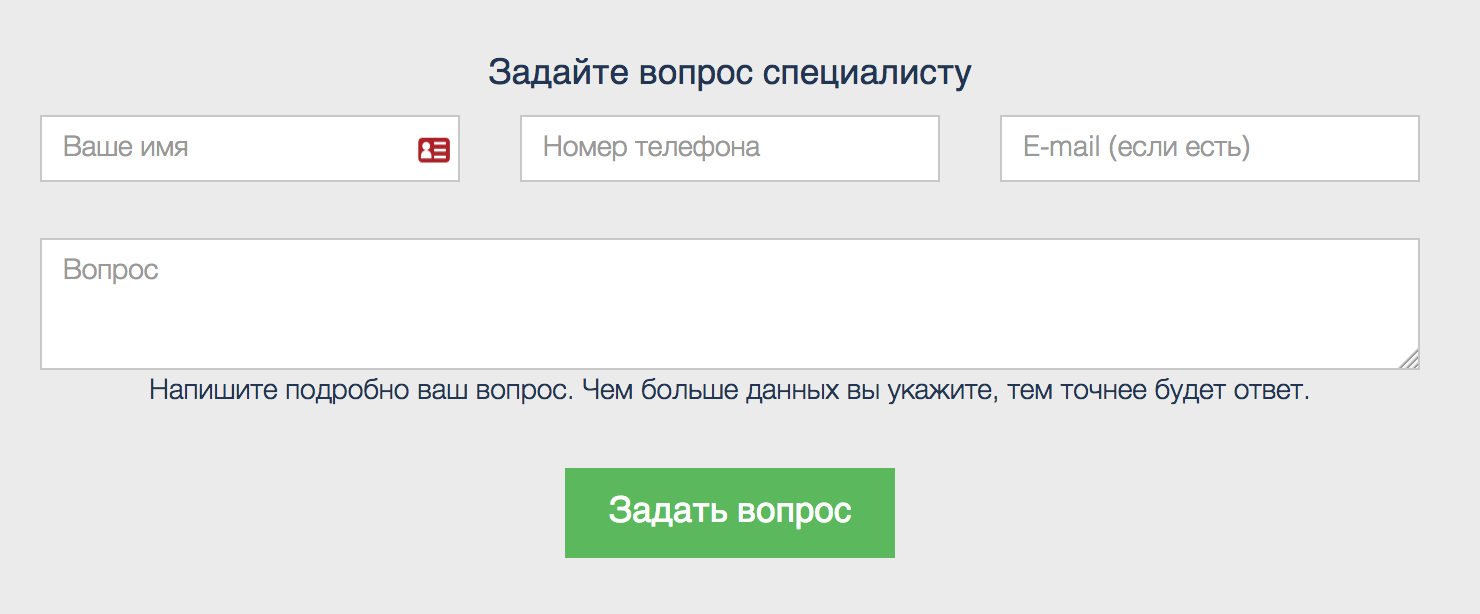 Задайте вопрос специалисту
Ваше имя
Номер телефона
E-mail (если есть)
Вопрос
Напишите подробно ваш вопрос. Чем больше данных вы укажите, тем точнее будет ответ.
Задать вопрос